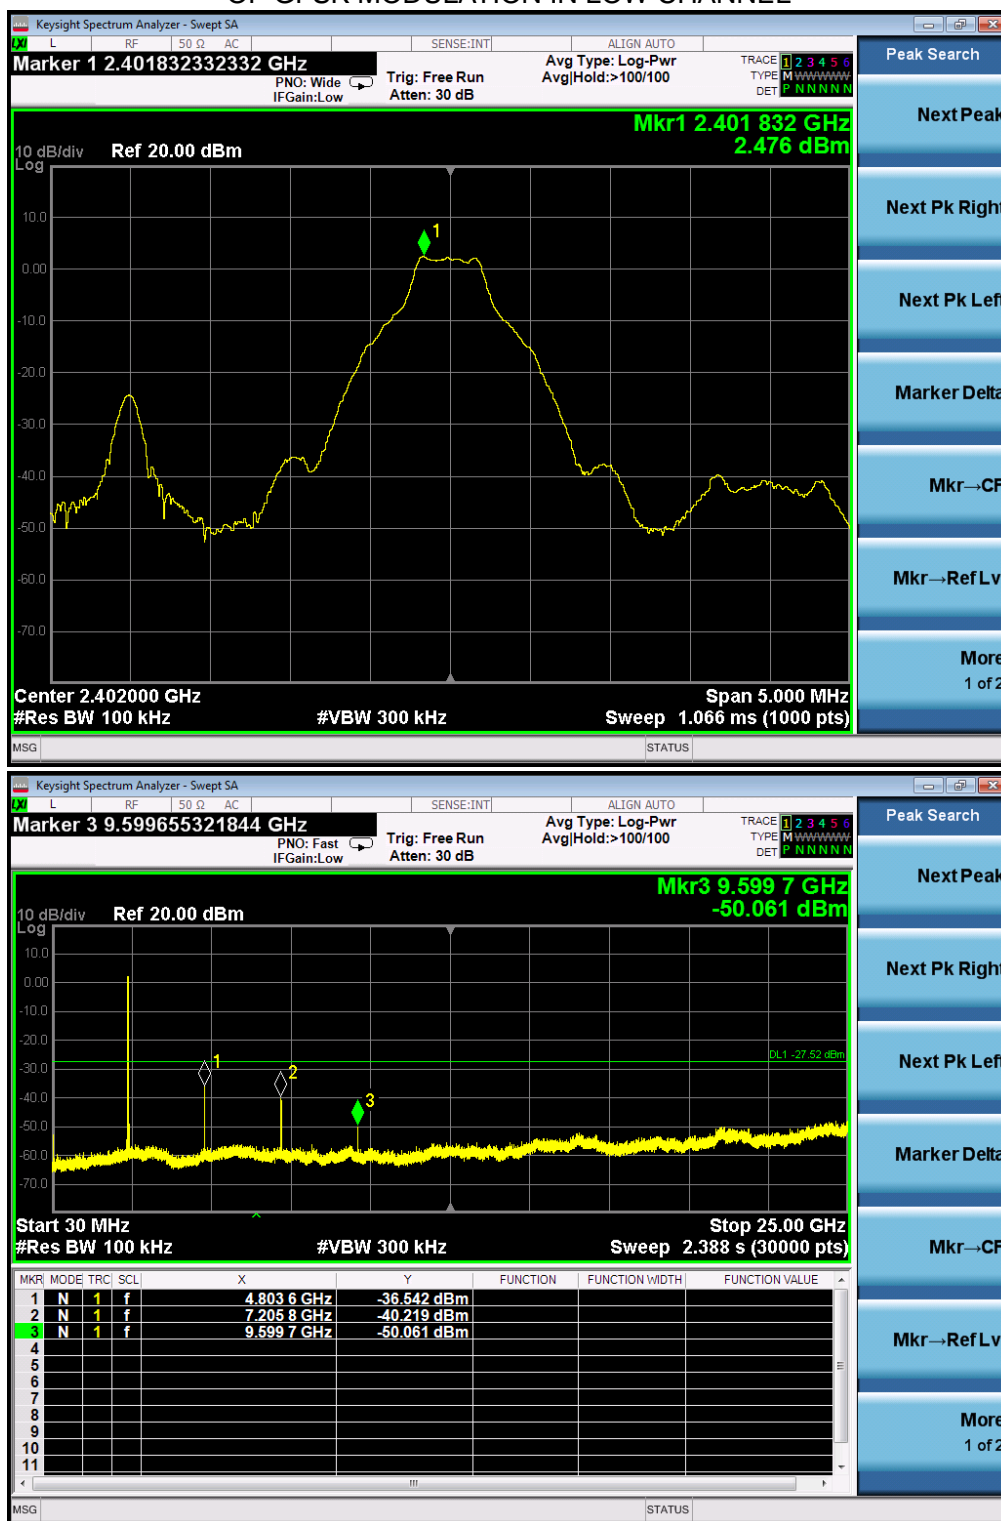 OF GFSK MODULATION IN LOW CHANNEL
Keysight Spectrum Analyzer - Swept SA
LXI L RF 50 Ω AC SENSE:INT ALIGN AUTO
Marker 1 2.401832332332 GHz
PNO: Wide
IFGain:Low
Trig: Free Run
Atten: 30 dB
Avg Type: Log-Pwr
Avg|Hold:>100/100
TRACE 1 2 3 4 5 6
TYPE M WWWWW
DET P N N N N N
Mkr1 2.401 832 GHz
2.476 dBm
10 dB/div Ref 20.00 dBm
Log
10.0
0.00
-10.0
-20.0
-30.0
-40.0
-50.0
-60.0
-70.0
1
Center 2.402000 GHz Span 5.000 MHz
#Res BW 100 kHz #VBW 300 kHz Sweep 1.066 ms (1000 pts)
MSG STATUS
Peak Search
Next Peak
Next Pk Right
Next Pk Left
Marker Delta
Mkr→CF
Mkr→Ref Lv
More
1 of 2
Keysight Spectrum Analyzer - Swept SA
LXI L RF 50 Ω AC SENSE:INT ALIGN AUTO
Marker 3 9.599655321844 GHz
PNO: Fast
IFGain:Low
Trig: Free Run
Atten: 30 dB
Avg Type: Log-Pwr
Avg|Hold:>100/100
TRACE 1 2 3 4 5 6
TYPE M WWWWW
DET P N N N N N
Mkr3 9.599 7 GHz
-50.061 dBm
10 dB/div Ref 20.00 dBm
Log
10.0
0.00
-10.0
-20.0
-30.0
-40.0
-50.0
-60.0
-70.0
1
2
3
DL1 -27.52 dBm
Start 30 MHz Stop 25.00 GHz
#Res BW 100 kHz #VBW 300 kHz Sweep 2.388 s (30000 pts)
MKR MODE TRC SCL X Y FUNCTION FUNCTION WIDTH FUNCTION VALUE
1 N 1 f 4.803 6 GHz -36.542 dBm
2 N 1 f 7.205 8 GHz -40.219 dBm
3 N 1 f 9.599 7 GHz -50.061 dBm
4
5
6
7
8
9
10
11
MSG STATUS
Peak Search
Next Peak
Next Pk Right
Next Pk Left
Marker Delta
Mkr→CF
Mkr→Ref Lv
More
1 of 2